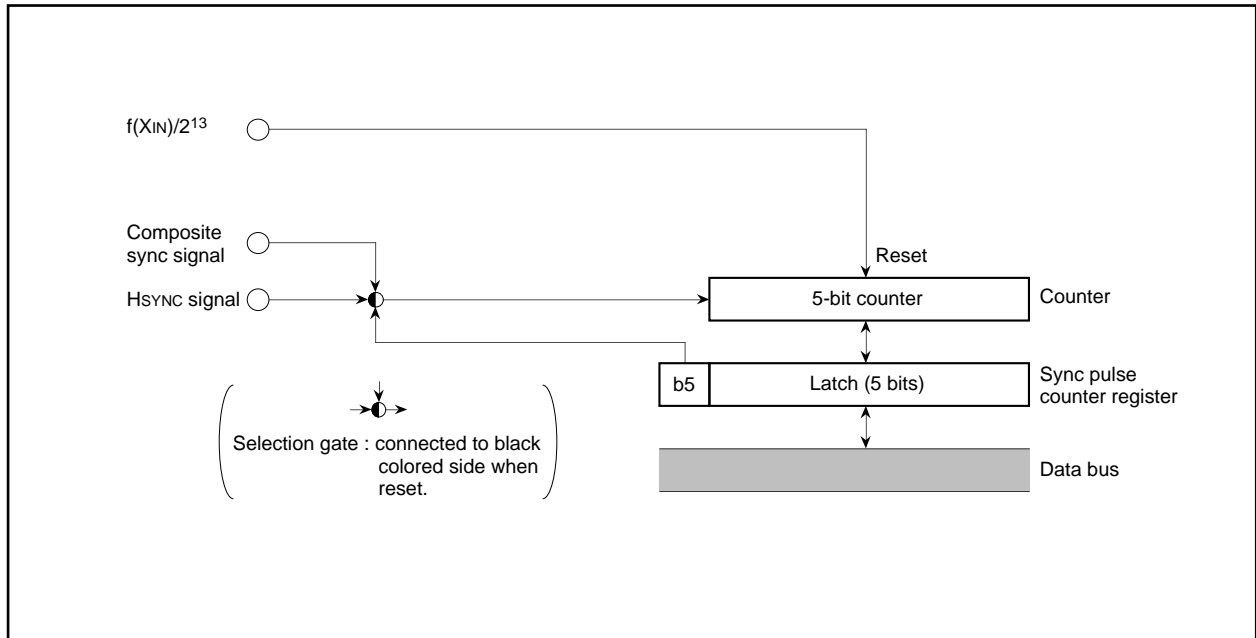 f(XIN)/2¹³
Composite
sync signal
HSYNC signal
Reset
5-bit counter
Counter
b5
Latch (5 bits)
Sync pulse
counter register
Selection gate : connected to black
colored side when
reset.
Data bus